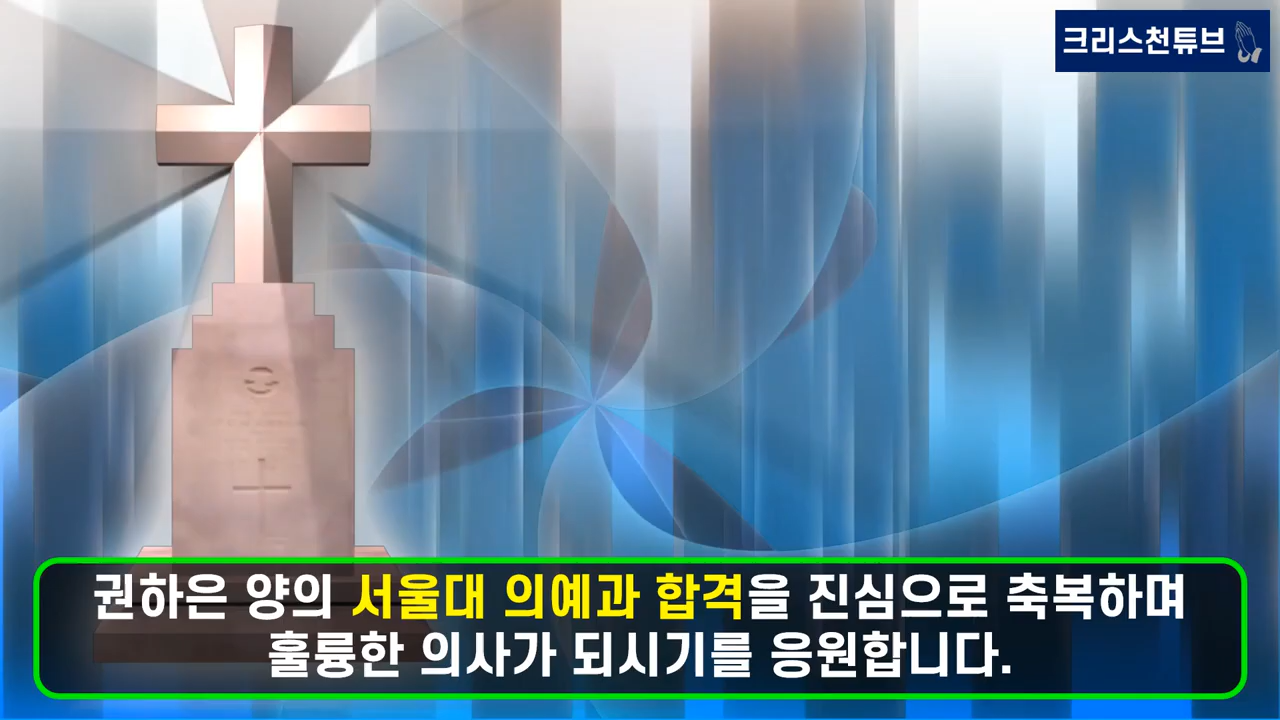 크리스천튜브
권하은 양의 서울대 의예과 합격을 진심으로 축복하며
훌륭한 의사가 되시기를 응원합니다.